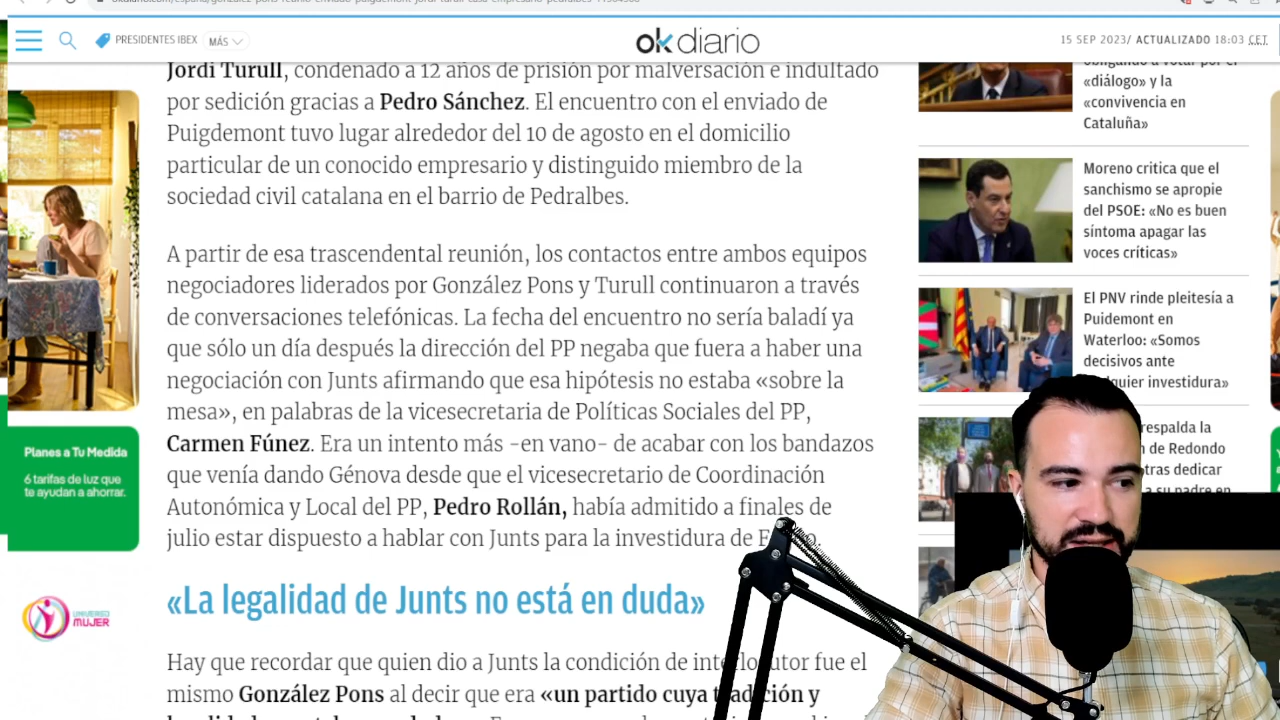 PRESIDENTES IBEX
MÁS
okdiario
15 SEP 2023/ ACTUALIZADO 18:03 CET
Jordi Turull, condenado a 12 años de prisión por malversación e indultado
por sedición gracias a Pedro Sánchez. El encuentro con el enviado de
Puigdemont tuvo lugar alrededor del 10 de agosto en el domicilio
particular de un conocido empresario y distinguido miembro de la
sociedad civil catalana en el barrio de Pedralbes.
A partir de esa trascendental reunión, los contactos entre ambos equipos
negociadores liderados por González Pons y Turull continuaron a través
de conversaciones telefónicas. La fecha del encuentro no sería baladí ya
que sólo un día después la dirección del PP negaba que fuera a haber una
negociación con Junts afirmando que esa hipótesis no estaba «sobre la
mesa», en palabras de la vicesecretaria de Políticas Sociales del PP,
Carmen Fúnez. Era un intento más -en vano- de acabar con los bandazos
que venía dando Génova desde que el vicesecretario de Coordinación
Autonómica y Local del PP, Pedro Rollán, había admitido a finales de
julio estar dispuesto a hablar con Junts para la investidura de
«La legalidad de Junts no está en duda»
Hay que recordar que quien dio a Junts la condición de interlocutor fue el
mismo González Pons al decir que era «un partido cuya tradición y
obligando a votar por el
«diálogo» y la
«convivencia en
Cataluña»
Moreno critica que el
sanchismo se apropie
del PSOE: «No es buen
síntoma apagar las
voces críticas»
El PNV rinde pleitesía a
Puidemont en
Waterloo: «Somos
decisivos ante
cualquier investidura»
respalda la
de Redondo
tras dedicar
a su padre en
Planes a Tu Medida
6 tarifas de luz que
te ayudan a ahorrar.
UNIVERSO
MUJER